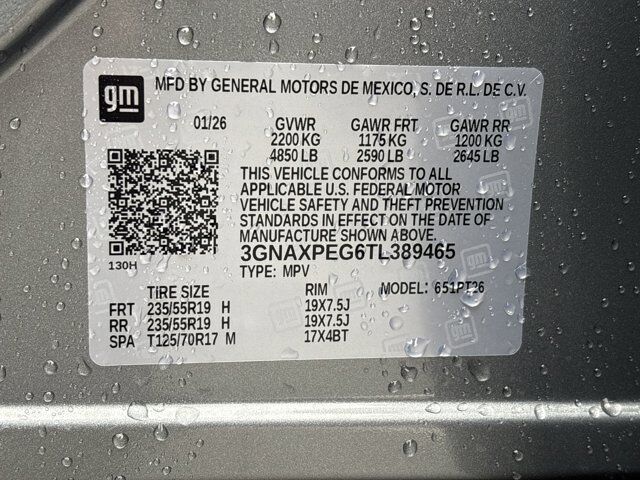 gm
MFD BY GENERAL MOTORS DE MEXICO, S. DE R.L. DE C.V.
01/26 GVWR GAWR FRT GAWR RR
2200 KG 1175 KG 1200 KG
4850 LB 2590 LB 2645 LB
THIS VEHICLE CONFORMS TO ALL
APPLICABLE U.S. FEDERAL MOTOR
VEHICLE SAFETY AND THEFT PREVENTION
STANDARDS IN EFFECT ON THE DATE OF
MANUFACTURE SHOWN ABOVE.
3GNAXPEG6TL389465
130H
TYPE: MPV
TIRE SIZE RIM MODEL: 651PT26
FRT 235/55R19 H 19X7.5J
RR 235/55R19 H 19X7.5J
SPA T125/70R17 M 17X4BT